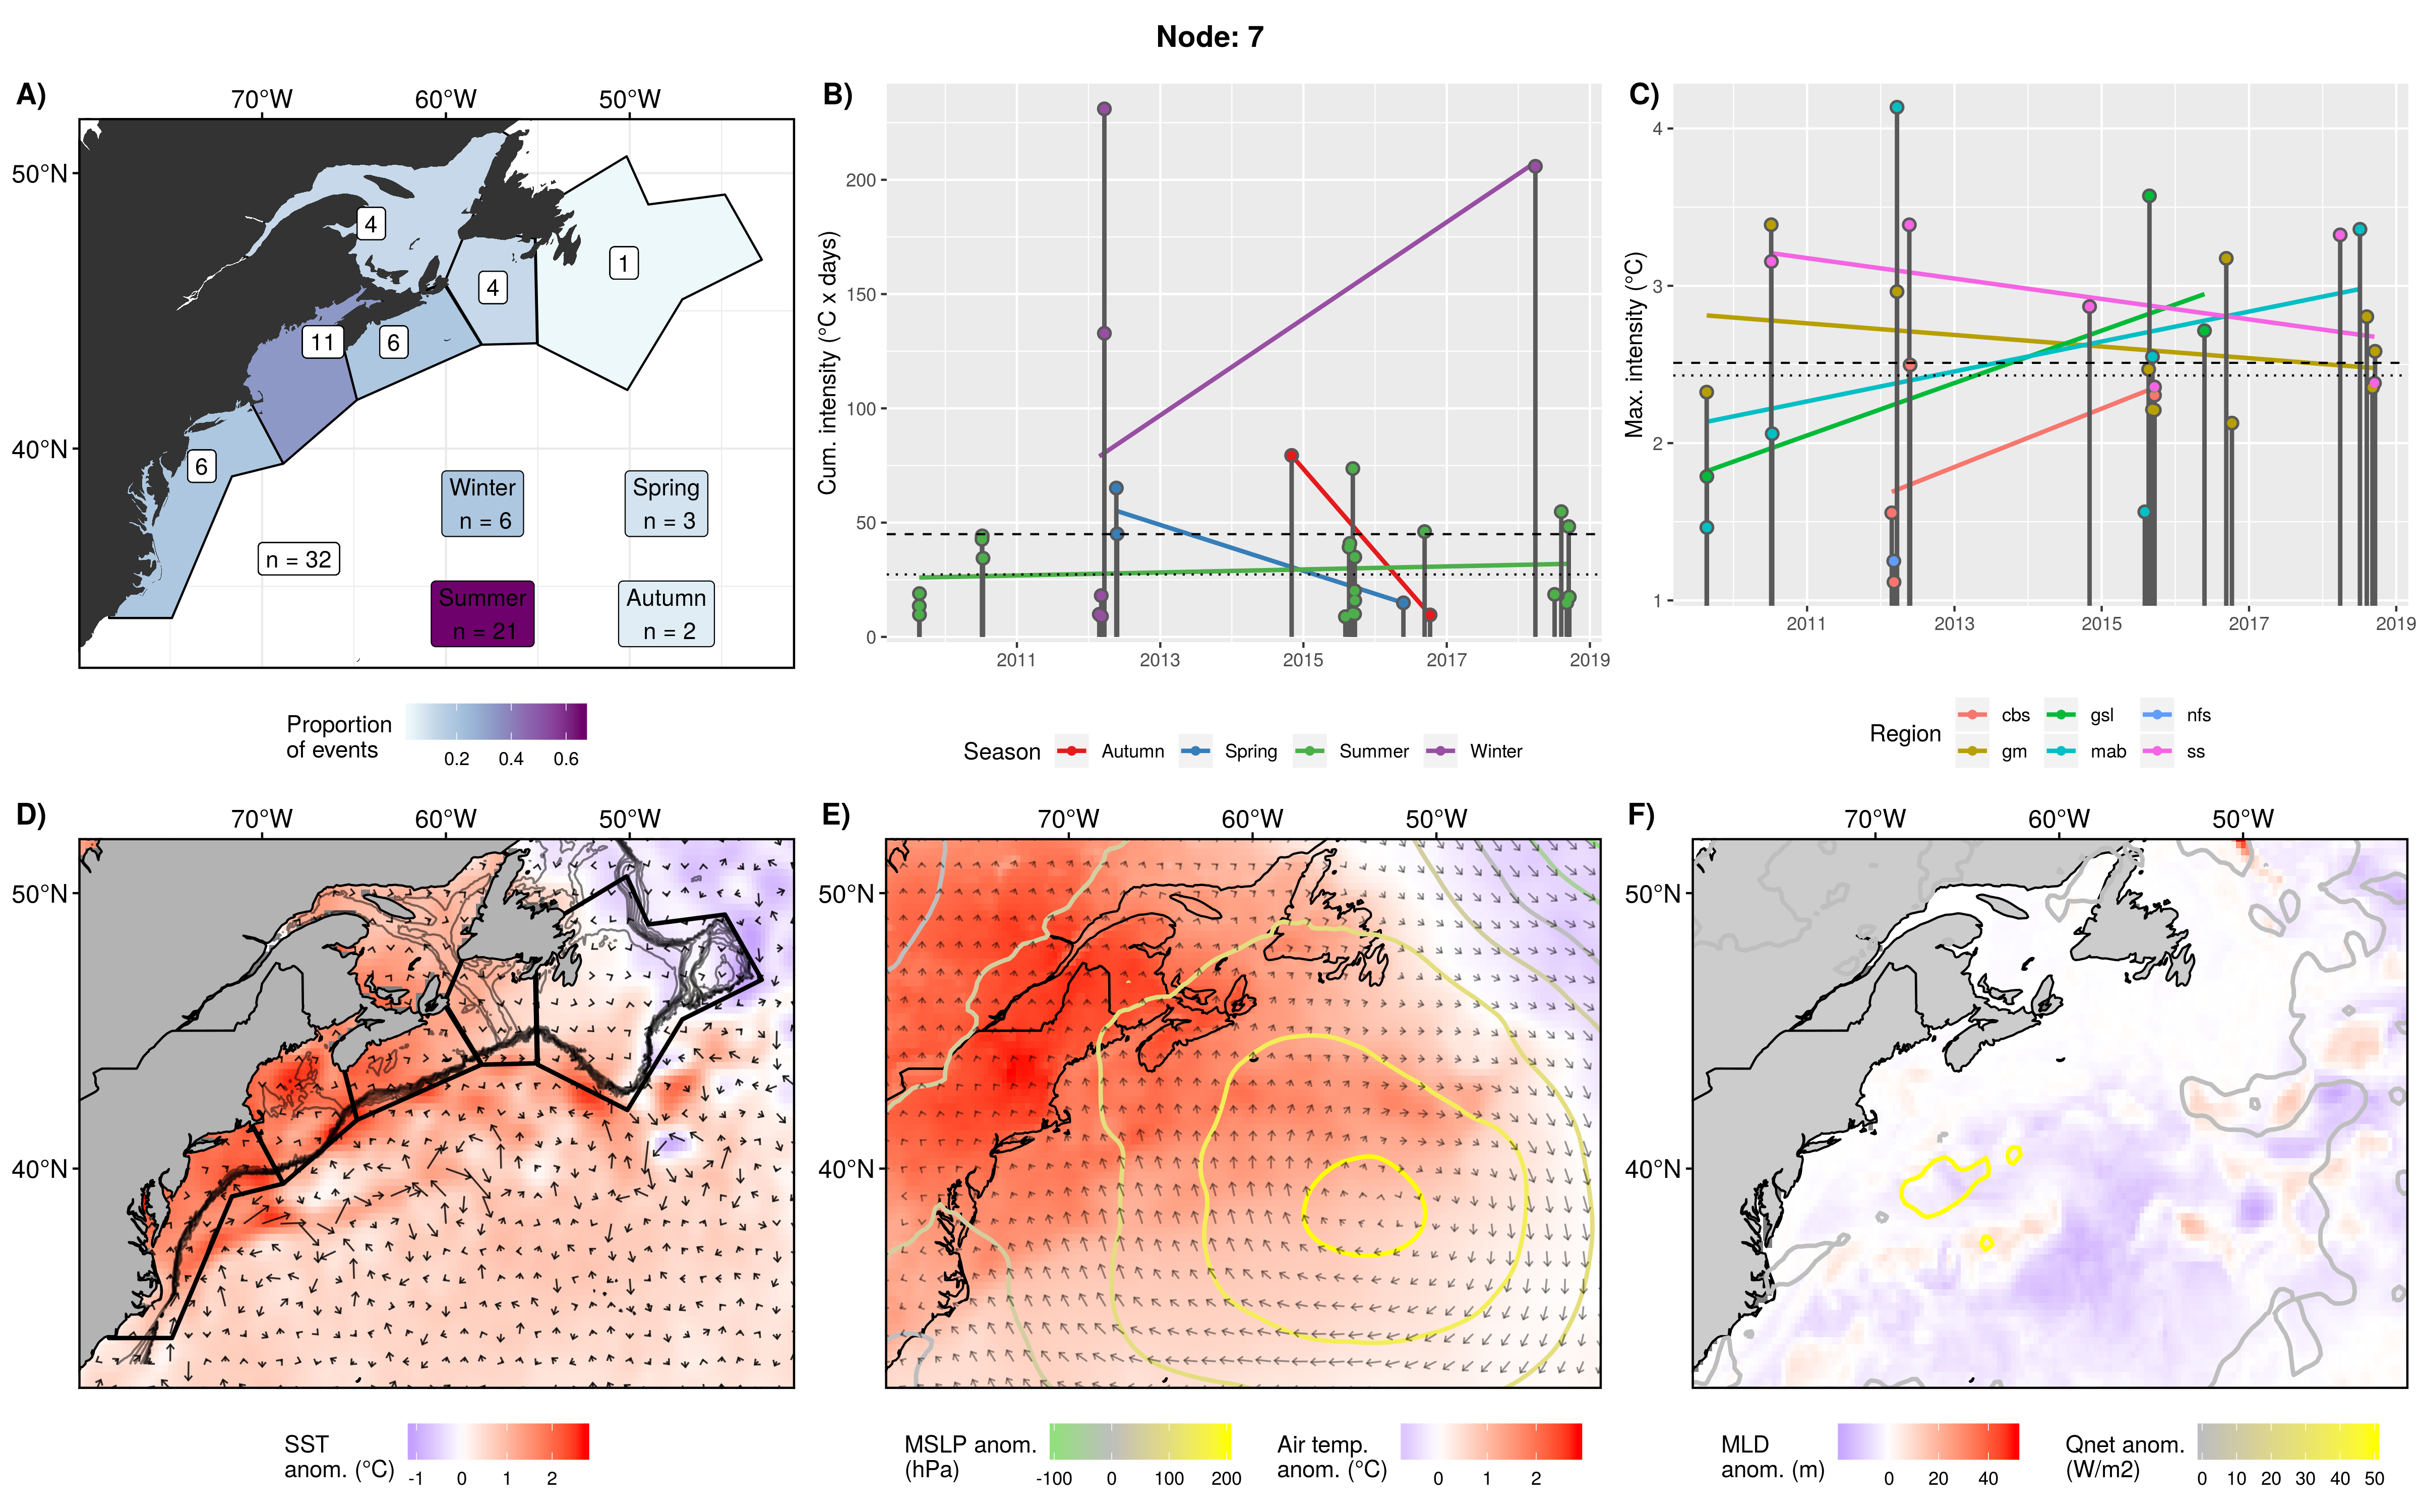 Node: 7
A)
70°W 60°W 50°W
50°N
40°N
4
1
4
11
6
6
Winter
n = 6
Spring
n = 3
n = 32
Summer
n = 21
Autumn
n = 2
Proportion
of events
0.2 0.4 0.6
B)
Cum. intensity (°C x days)
200
150
100
50
0
2011 2013 2015 2017 2019
Season Autumn Spring Summer Winter
C)
Max. intensity (°C)
4
3
2
1
2011 2013 2015 2017 2019
Region
cbs gsl nfs
gm mab ss
D)
70°W 60°W 50°W
50°N
40°N
SST
anom. (°C)
-1 0 1 2
E)
70°W 60°W 50°W
50°N
40°N
MSLP anom.
(hPa)
-100 0 100 200
Air temp.
anom. (°C)
0 1 2
F)
70°W 60°W 50°W
50°N
40°N
MLD
anom. (m)
0 20 40
Qnet anom.
(W/m2)
0 10 20 30 40 50